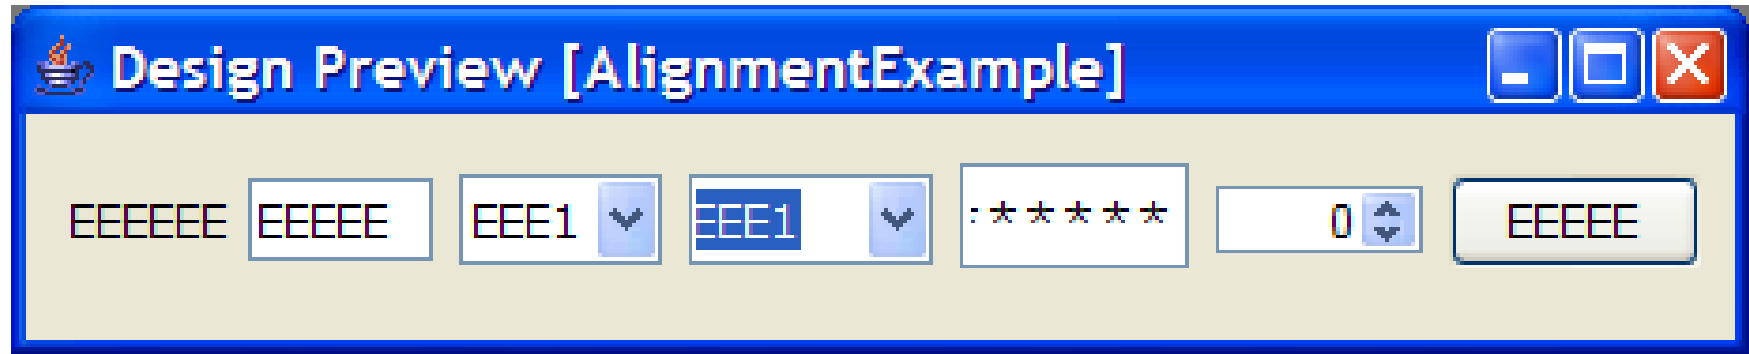 Design Preview [AlignmentExample]
EEEEEE EEEEE EEE1 EEE1 ****** 0 EEEEE